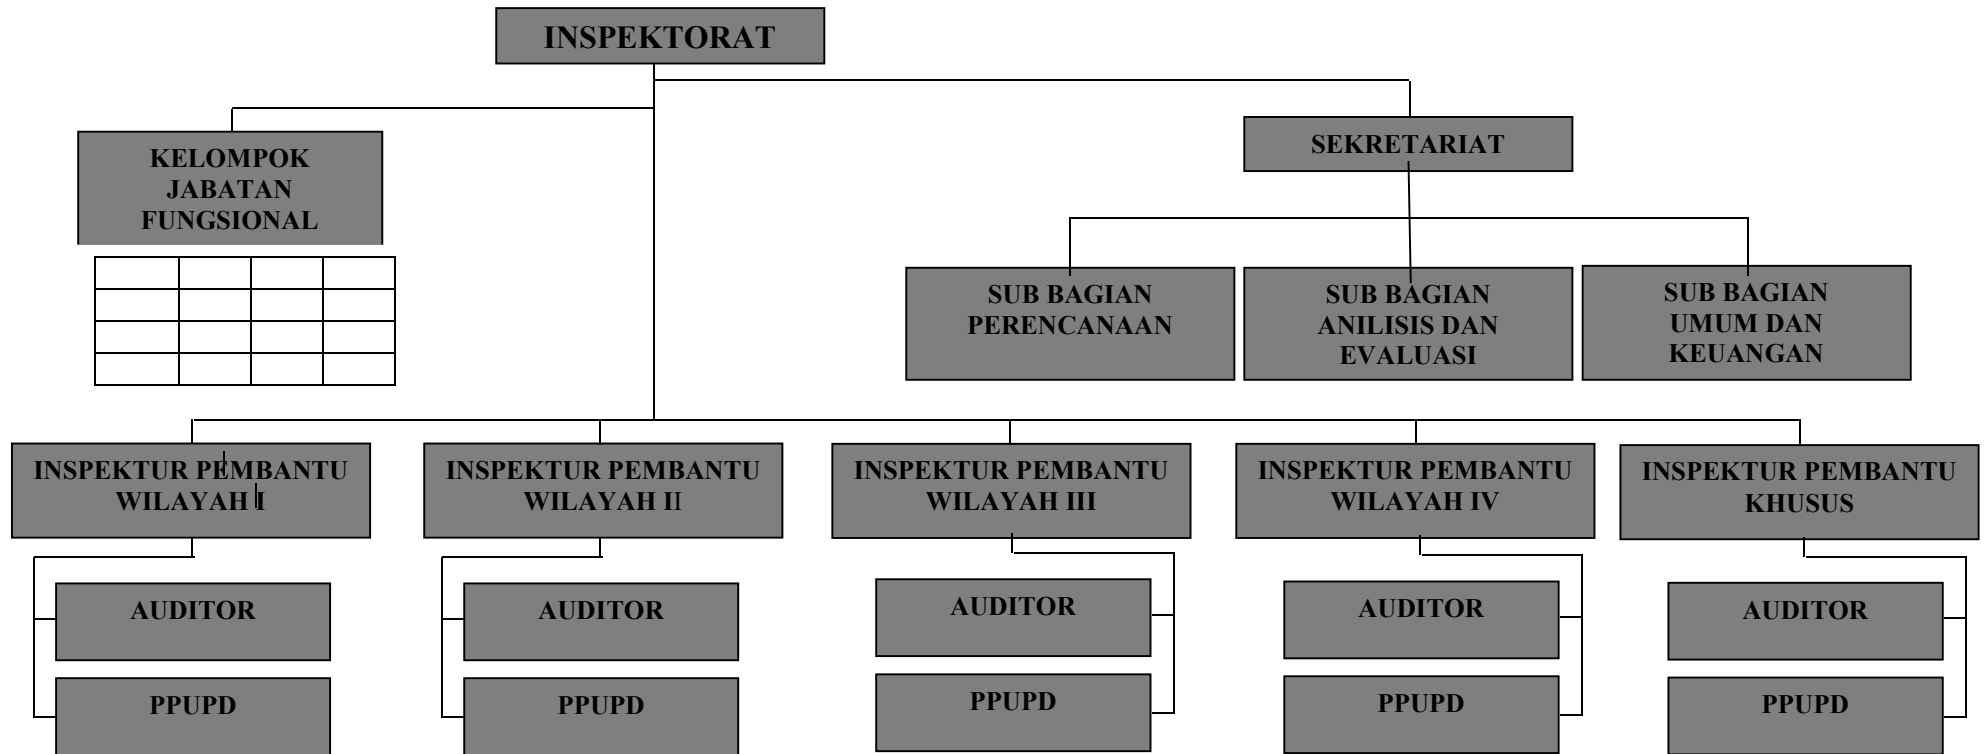 INSPEKTORAT
KELOMPOK
JABATAN
FUNGSIONAL
SEKRETARIAT
SUB BAGIAN
PERENCANAAN
SUB BAGIAN
ANILISIS DAN
EVALUASI
SUB BAGIAN
UMUM DAN
KEUANGAN
INSPEKTUR PEMBANTU
WILAYAH I
INSPEKTUR PEMBANTU
WILAYAH II
INSPEKTUR PEMBANTU
WILAYAH III
INSPEKTUR PEMBANTU
WILAYAH IV
INSPEKTUR PEMBANTU
KHUSUS
AUDITOR
AUDITOR
AUDITOR
AUDITOR
AUDITOR
PPUPD
PPUPD
PPUPD
PPUPD
PPUPD